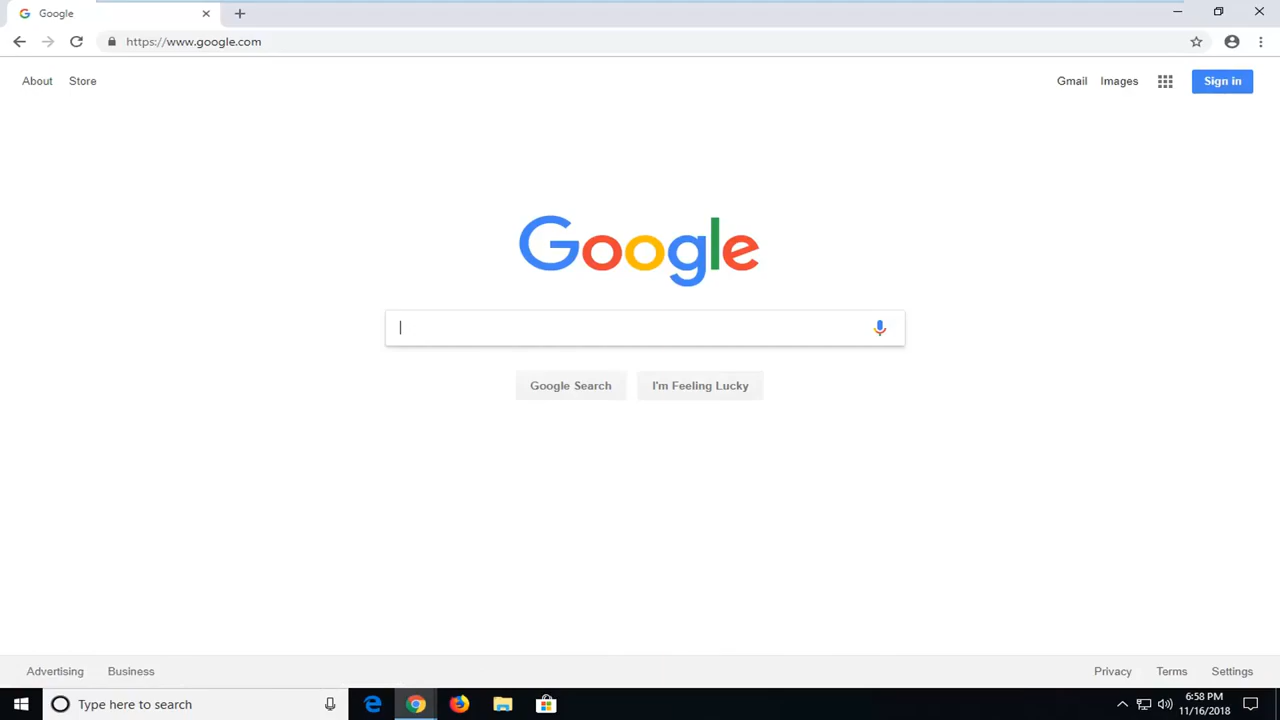 Google
https://www.google.com
About Store Gmail Images Sign in
Google
Google Search I'm Feeling Lucky
Advertising Business Privacy Terms Settings
Type here to search
6:58 PM
11/16/2018